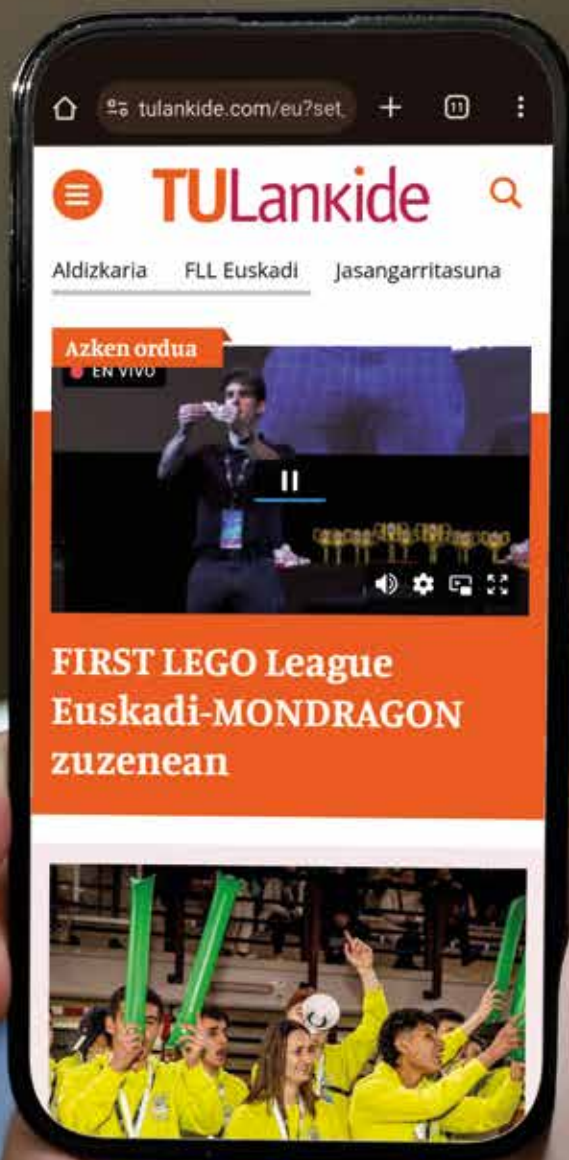 tulankide.com/eu?set_
11
TULankide
Aldizkaria FLL Euskadi Jasangarritasuna
Azken ordua
EN VIVO
FIRST LEGO League
Euskadi-MONDRAGON
zuzenean